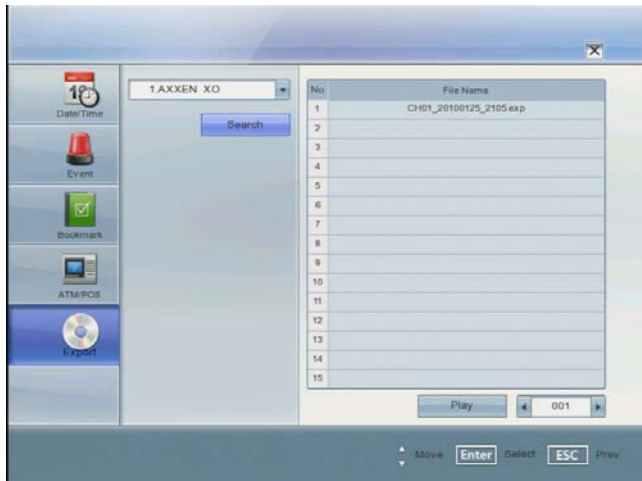 Date/Time
Event
Bookmark
ATM/POS
Export
1.AXXEN XO
Search
No File Name
1 CH01_20100125_2105.exp
2
3
4
5
6
7
8
9
10
11
12
13
14
15
Play 001
Move Enter Select ESC Prev